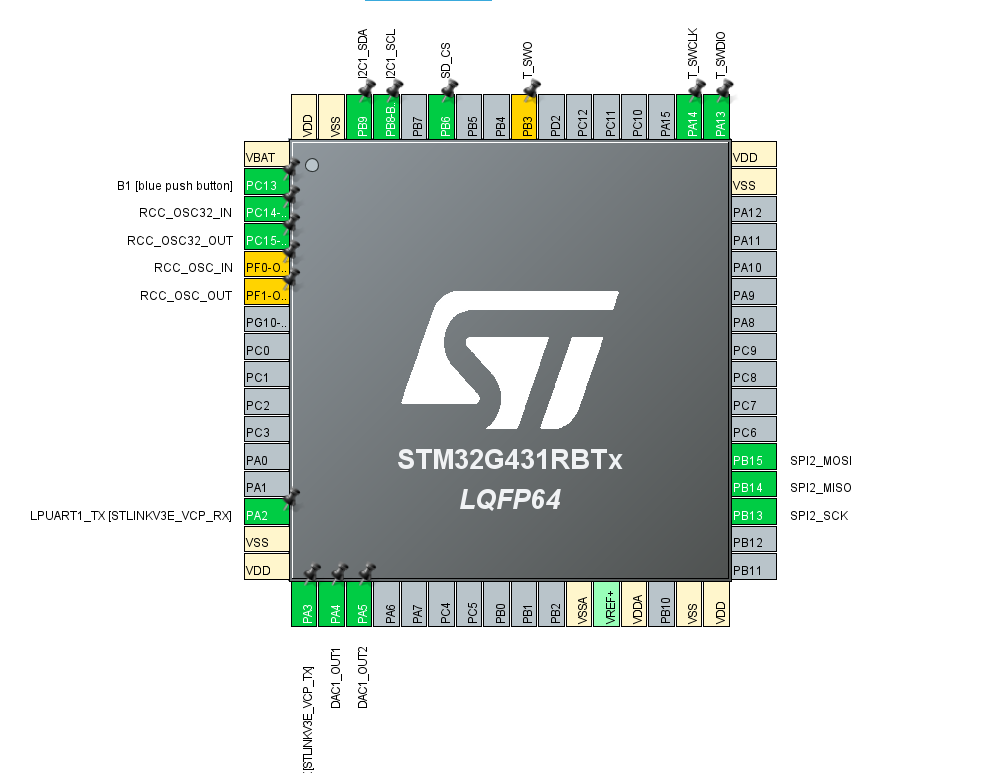 I2C1_SDA
I2C1_SCL
SD_CS
T_SWO
T_SWCLK
T_SWDIO
VDD
VSS
PB9
PB8-B..
PB7
PB6
PB5
PB4
PB3
PD2
PC12
PC11
PC10
PA15
PA14
PA13
VBAT
B1 [blue push button] PC13
RCC_OSC32_IN PC14-..
RCC_OSC32_OUT PC15-..
RCC_OSC_IN PF0-O..
RCC_OSC_OUT PF1-O..
PG10-..
PC0
PC1
PC2
PC3
PA0
PA1
LPUART1_TX [STLINKV3E_VCP_RX] PA2
VSS
VDD
STM32G431RBTx
LQFP64
VDD
VSS
PA12
PA11
PA10
PA9
PA8
PC9
PC8
PC7
PC6
PB15 SPI2_MOSI
PB14 SPI2_MISO
PB13 SPI2_SCK
PB12
PB11
PA3
PA4
PA5
PA6
PA7
PC4
PC5
PB0
PB1
PB2
VSSA
VREF+
VDDA
PB10
VSS
VDD
[STLINKV3E_VCP_TX]
DAC1_OUT1
DAC1_OUT2